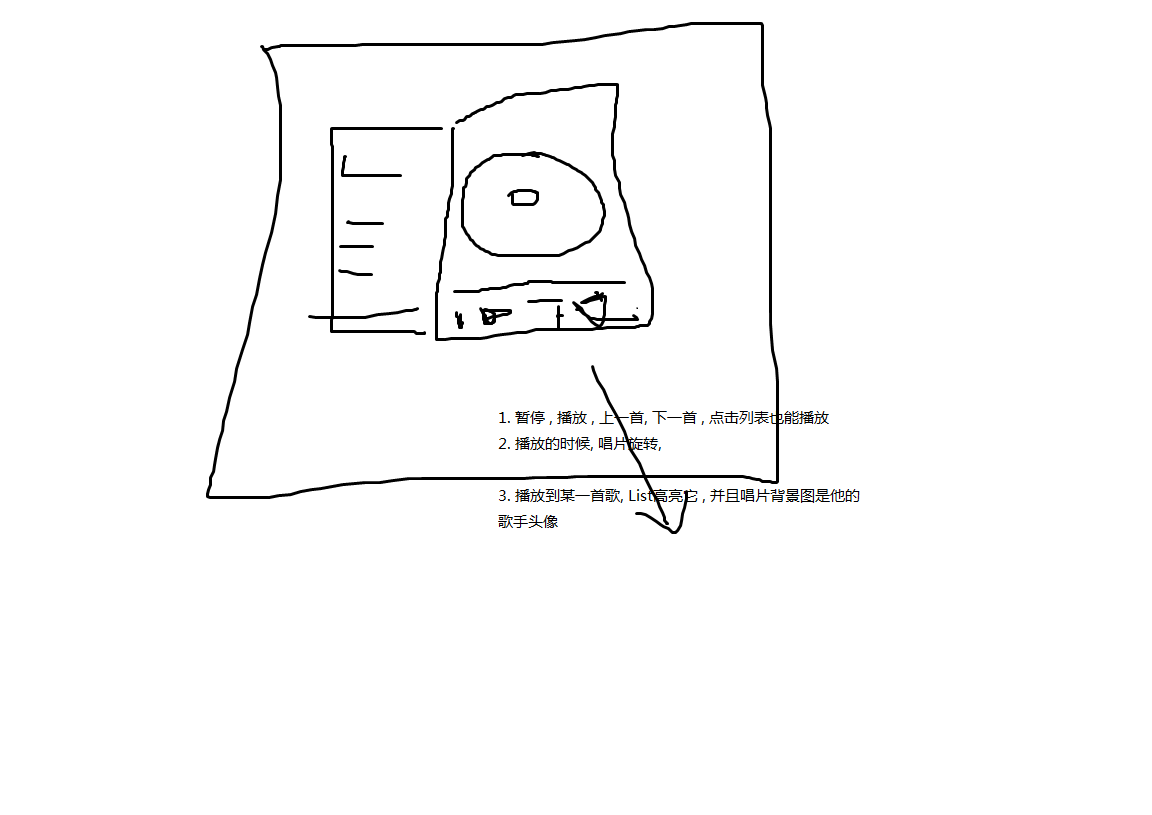 1. 暂停 , 播放 , 上一首, 下一首 , 点击列表也能播放
2. 播放的时候, 唱片旋转,
3. 播放到某一首歌, List高亮它 , 并且唱片背景图是他的
歌手头像